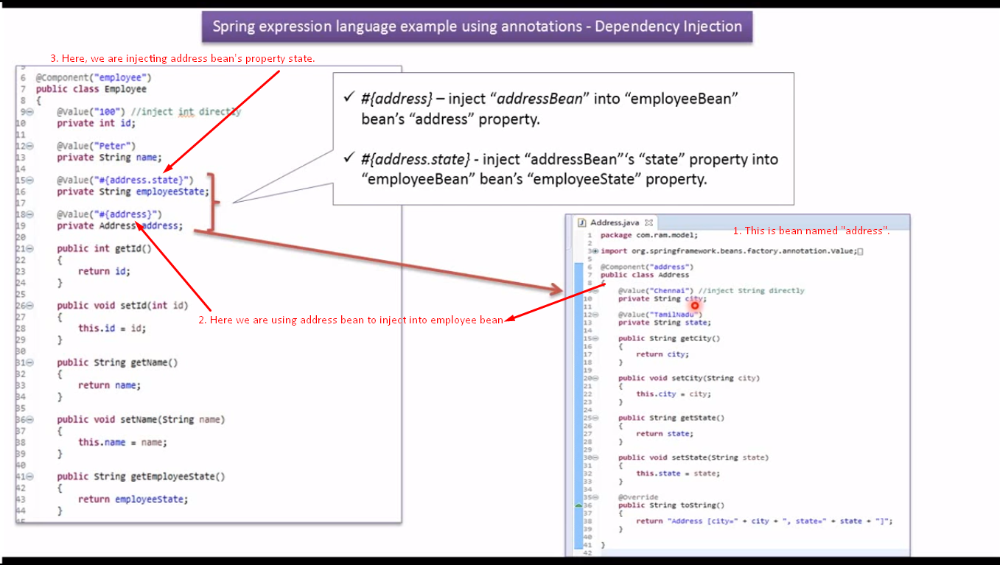 Spring expression language example using annotations - Dependency Injection
3. Here, we are injecting address bean's property state.
6 @Component("employee")
7 public class Employee
8 {
9 @Value("100") //inject int directly
10 private int id;
11
12 @Value("Peter")
13 private String name;
14
15 @Value("#{address.state}")
16 private String employeeState;
17
18 @Value("#{address}")
19 private Address address;
20
21 public int getId()
22 {
23 return id;
24 }
25
26 public void setId(int id)
27 {
28 this.id = id;
29 }
30
31 public String getName()
32 {
33 return name;
34 }
35
36 public void setName(String name)
37 {
38 this.name = name;
39 }
40
41 public String getEmployeeState()
42 {
43 return employeeState;
44 }
✓ #{address} – inject “addressBean” into “employeeBean”
bean’s “address” property.
✓ #{address.state} - inject “addressBean”‘s “state” property into
“employeeBean” bean’s “employeeState” property.
2. Here we are using address bean to inject into employee bean
Address.java
1. This is bean named "address".
1 package com.ram.model;
2
3 import org.springframework.beans.factory.annotation.Value;
5
6 @Component("address")
7 public class Address
8 {
9 @Value("Chennai") //inject String directly
10 private String city;
11
12 @Value("TamilNadu")
13 private String state;
14
15 public String getCity()
16 {
17 return city;
18 }
19
20 public void setCity(String city)
21 {
22 this.city = city;
23 }
24
25 public String getState()
26 {
27 return state;
28 }
29
30 public void setState(String state)
31 {
32 this.state = state;
33 }
34
35 @Override
36 public String toString()
37 {
38 return "Address [city=" + city + ", state=" + state + "]";
39 }
40
41 }
42